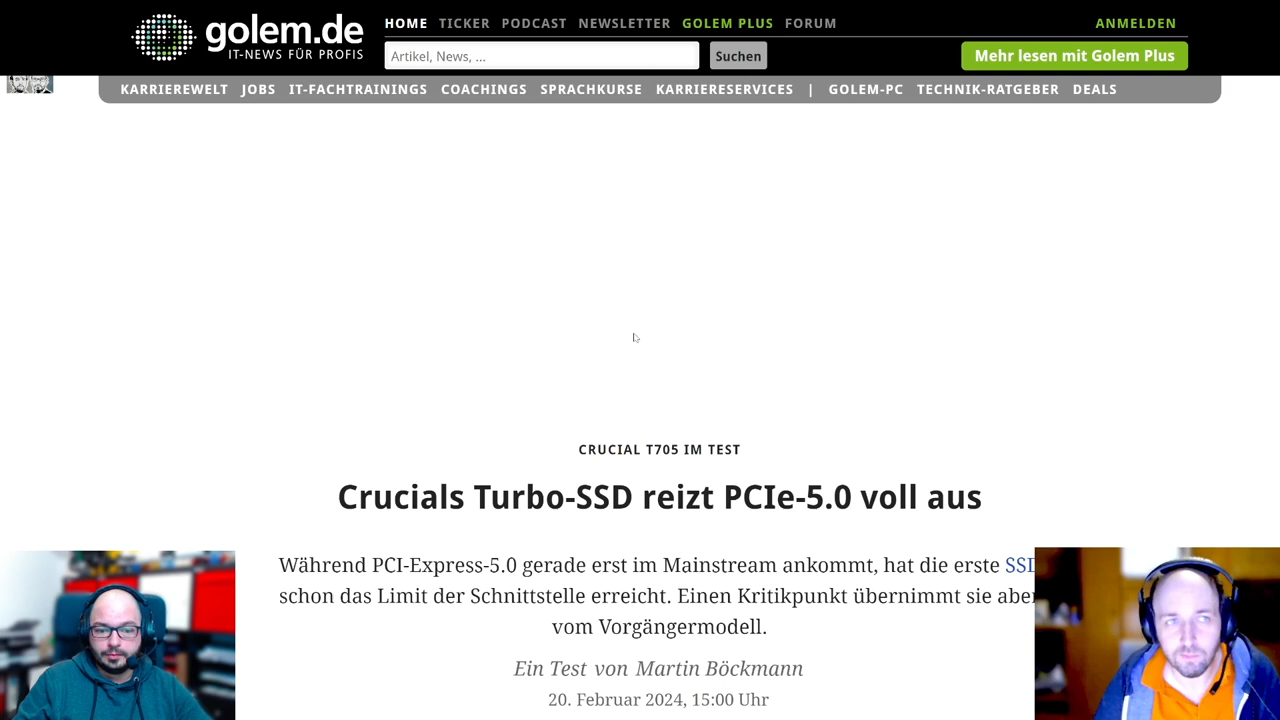 golem.de
IT-NEWS FÜR PROFIS
HOME TICKER PODCAST NEWSLETTER GOLEM PLUS FORUM
ANMELDEN
Artikel, News, ...
Suchen
Mehr lesen mit Golem Plus
KARRIEREWELT JOBS IT-FACHTRAININGS COACHINGS SPRACHKURSE KARRIERESERVICES | GOLEM-PC TECHNIK-RATGEBER DEALS
CRUCIAL T705 IM TEST
Crucials Turbo-SSD reizt PCIe-5.0 voll aus
Während PCI-Express-5.0 gerade erst im Mainstream ankommt, hat die erste SSD
schon das Limit der Schnittstelle erreicht. Einen Kritikpunkt übernimmt sie aber
vom Vorgängermodell.
Ein Test von Martin Böckmann
20. Februar 2024, 15:00 Uhr